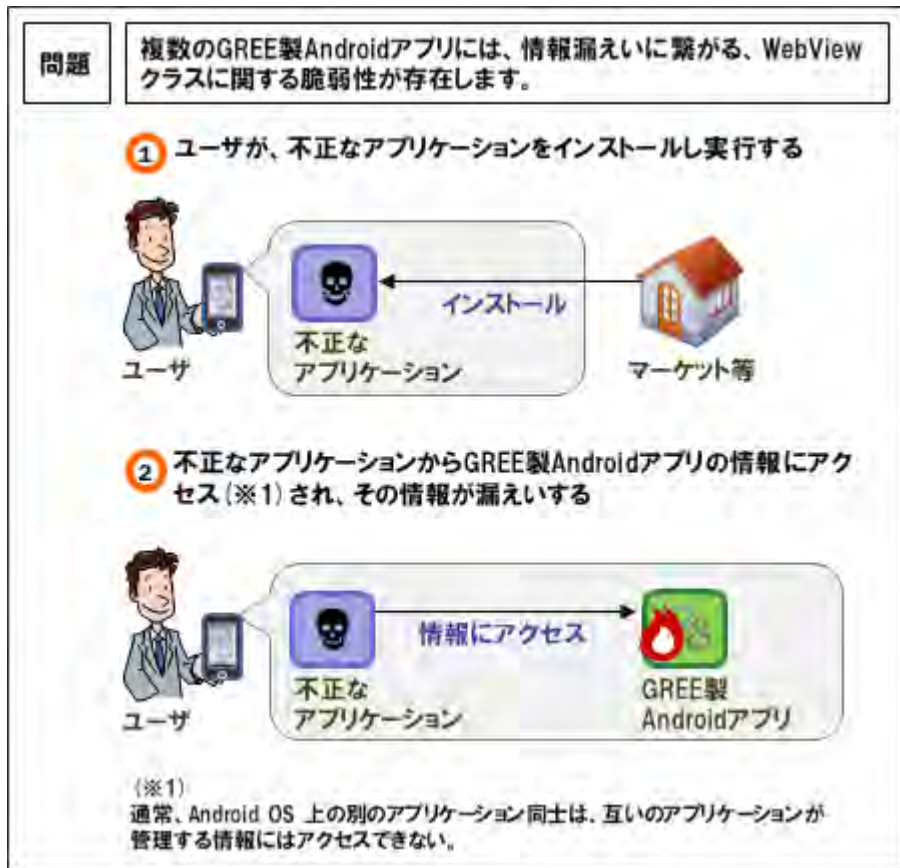 問題
複数のGREE製Androidアプリには、情報漏えいに繋がる、WebView
クラスに関する脆弱性が存在します。
1 ユーザが、不正なアプリケーションをインストールし実行する
インストール
不正な
アプリケーション
ユーザ
マーケット等
2 不正なアプリケーションからGREE製Androidアプリの情報にアク
セス(※1)され、その情報が漏えいする
情報にアクセス
不正な
アプリケーション
GREE製
Androidアプリ
ユーザ
(※1)
通常、Android OS 上の別のアプリケーション同士は、互いのアプリケーションが
管理する情報にはアクセスできない。